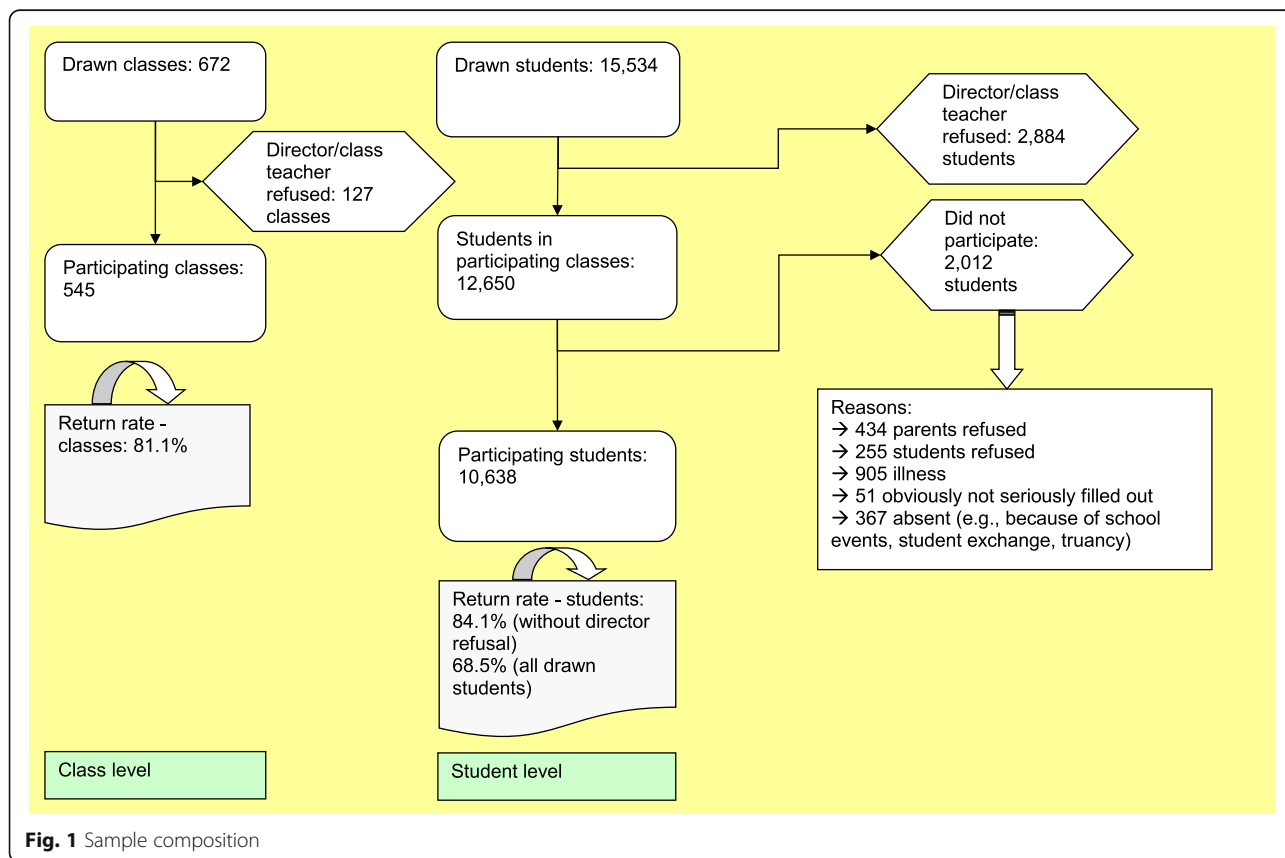 Drawn classes: 672
Director/class
teacher
refused: 127
classes
Participating classes:
545
Return rate -
classes: 81.1%
Class level
Drawn students: 15,534
Director/class
teacher
refused: 2,884
students
Students in
participating classes:
12,650
Did not
participate:
2,012
students
Reasons:
→ 434 parents refused
→ 255 students refused
→ 905 illness
→ 51 obviously not seriously filled out
→ 367 absent (e.g., because of school
events, student exchange, truancy)
Participating students:
10,638
Return rate - students:
84.1% (without director
refusal)
68.5% (all drawn
students)
Student level
Fig. 1 Sample composition